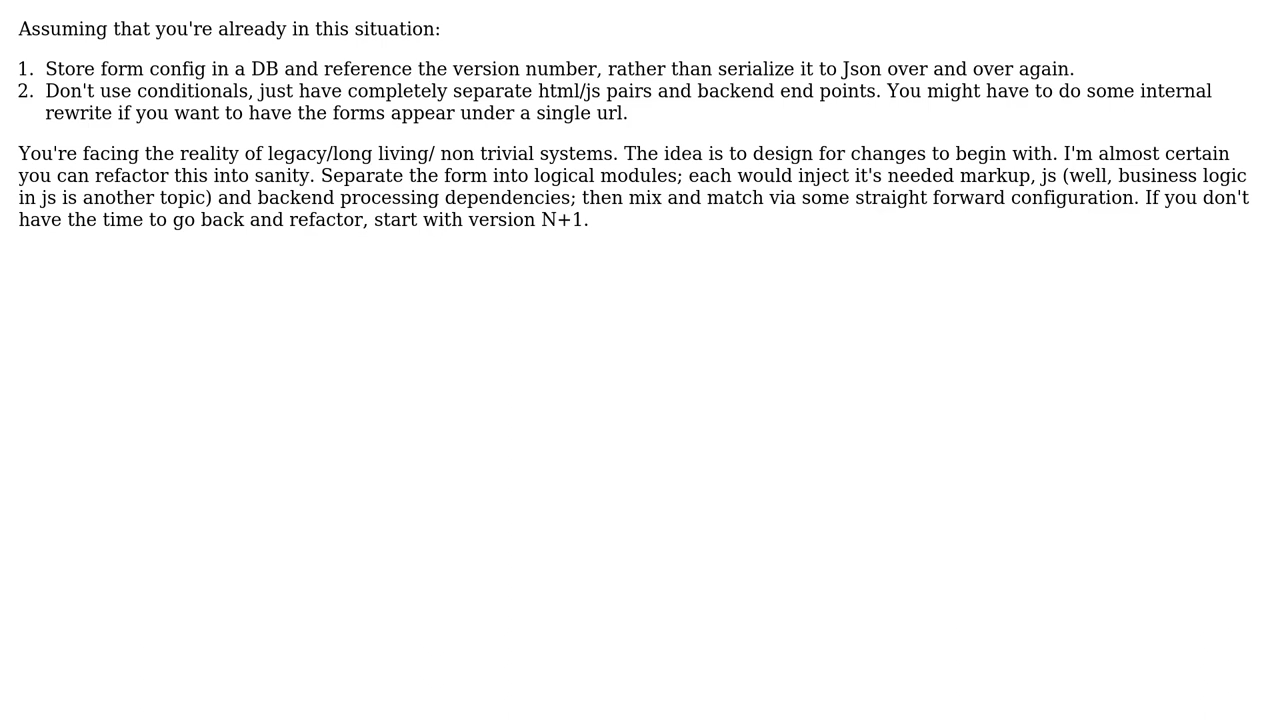 Assuming that you're already in this situation:
1. Store form config in a DB and reference the version number, rather than serialize it to Json over and over again.
2. Don't use conditionals, just have completely separate html/js pairs and backend end points. You might have to do some internal
rewrite if you want to have the forms appear under a single url.
You're facing the reality of legacy/long living/ non trivial systems. The idea is to design for changes to begin with. I'm almost certain
you can refactor this into sanity. Separate the form into logical modules; each would inject it's needed markup, js (well, business logic
in js is another topic) and backend processing dependencies; then mix and match via some straight forward configuration. If you don't
have the time to go back and refactor, start with version N+1.